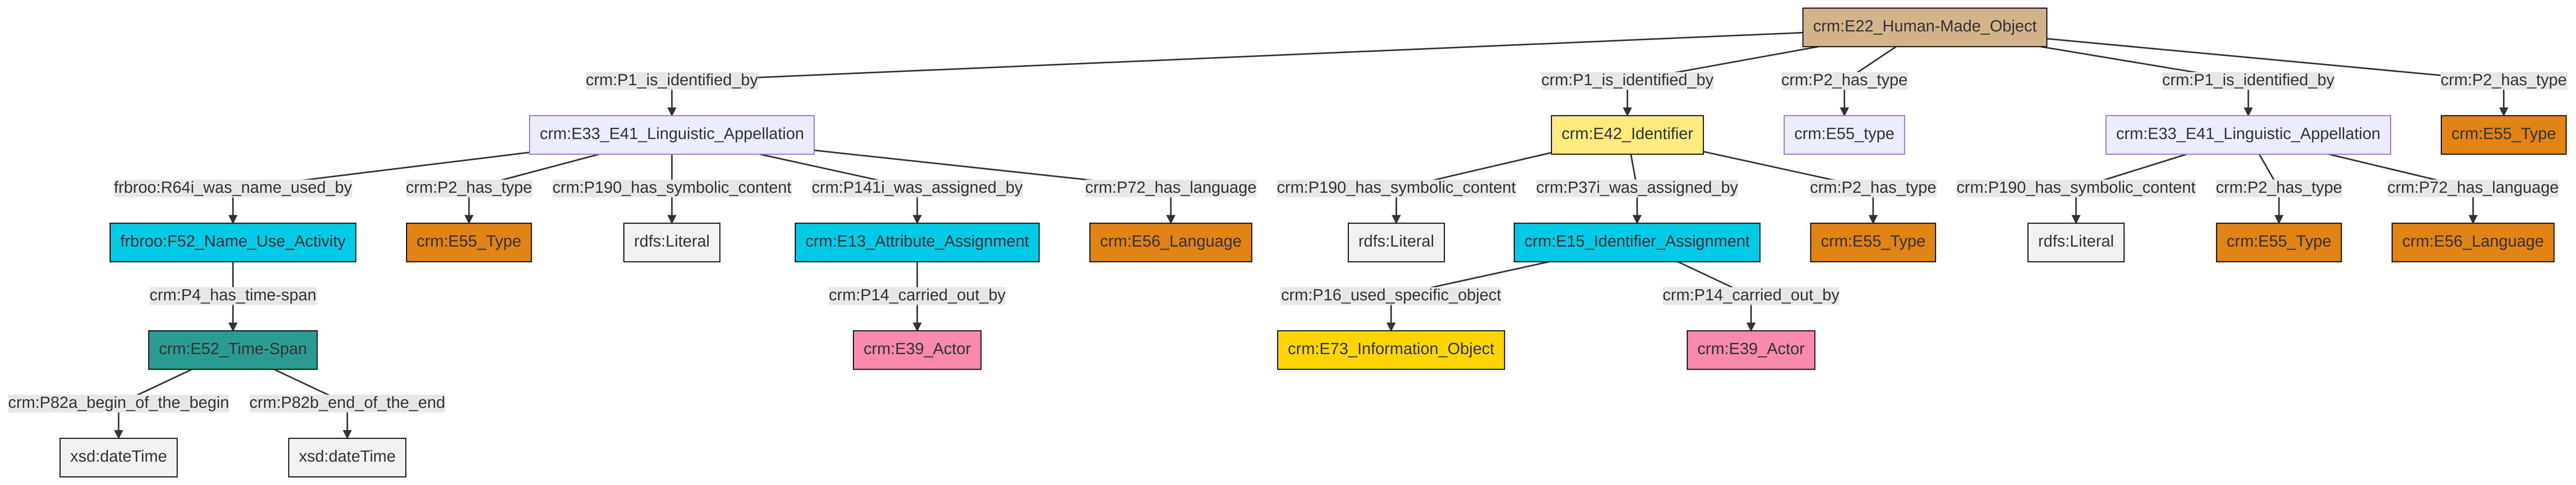 crm:E22_Human-Made_Object
crm:P1_is_identified_by
crm:P1_is_identified_by
crm:P2_has_type
crm:P1_is_identified_by
crm:P2_has_type
crm:E33_E41_Linguistic_Appellation
crm:E42_Identifier
crm:E55_type
crm:E33_E41_Linguistic_Appellation
crm:E55_Type
frbroo:R64i_was_name_used_by
crm:P2_has_type
crm:P190_has_symbolic_content
crm:P141i_was_assigned_by
crm:P72_has_language
crm:P190_has_symbolic_content
crm:P37i_was_assigned_by
crm:P2_has_type
crm:P190_has_symbolic_content
crm:P2_has_type
crm:P72_has_language
frbroo:F52_Name_Use_Activity
crm:E55_Type
rdfs:Literal
crm:E13_Attribute_Assignment
crm:E56_Language
rdfs:Literal
crm:E15_Identifier_Assignment
crm:E55_Type
rdfs:Literal
crm:E55_Type
crm:E56_Language
crm:P4_has_time-span
crm:P14_carried_out_by
crm:P16_used_specific_object
crm:P14_carried_out_by
crm:E52_Time-Span
crm:E39_Actor
crm:E73_Information_Object
crm:E39_Actor
crm:P82a_begin_of_the_begin
crm:P82b_end_of_the_end
xsd:dateTime
xsd:dateTime